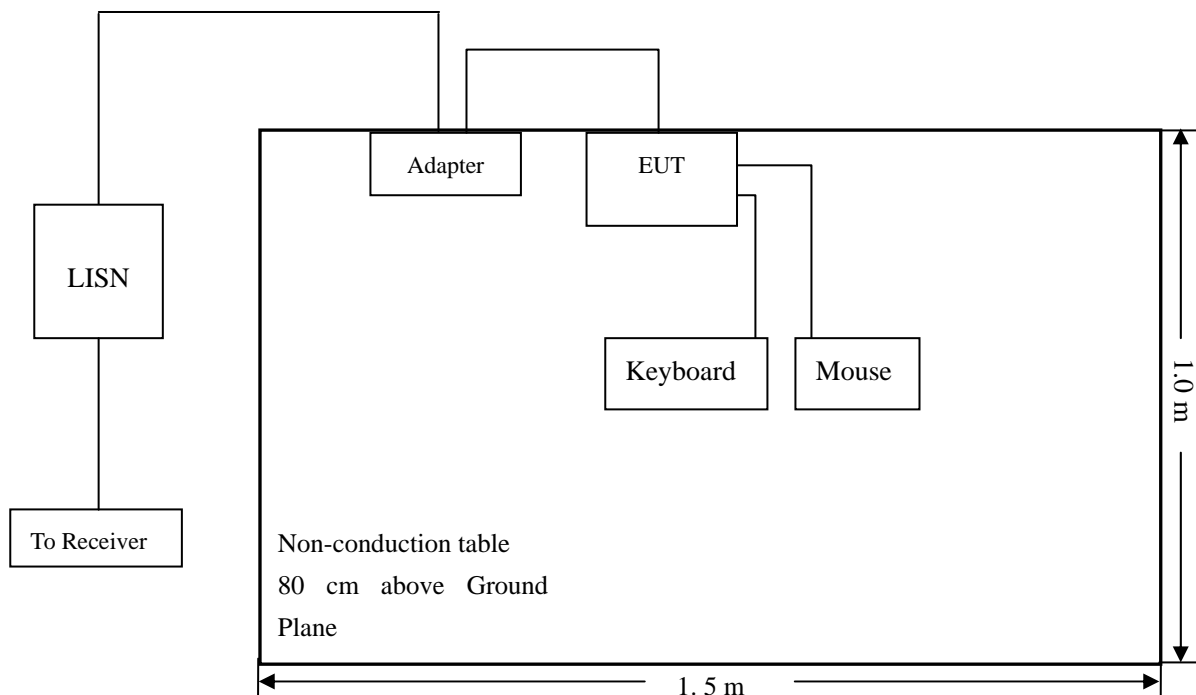 Adapter
EUT
LISN
Keyboard
Mouse
1.0 m
To Receiver
Non-conduction table
80 cm above Ground
Plane
1. 5 m